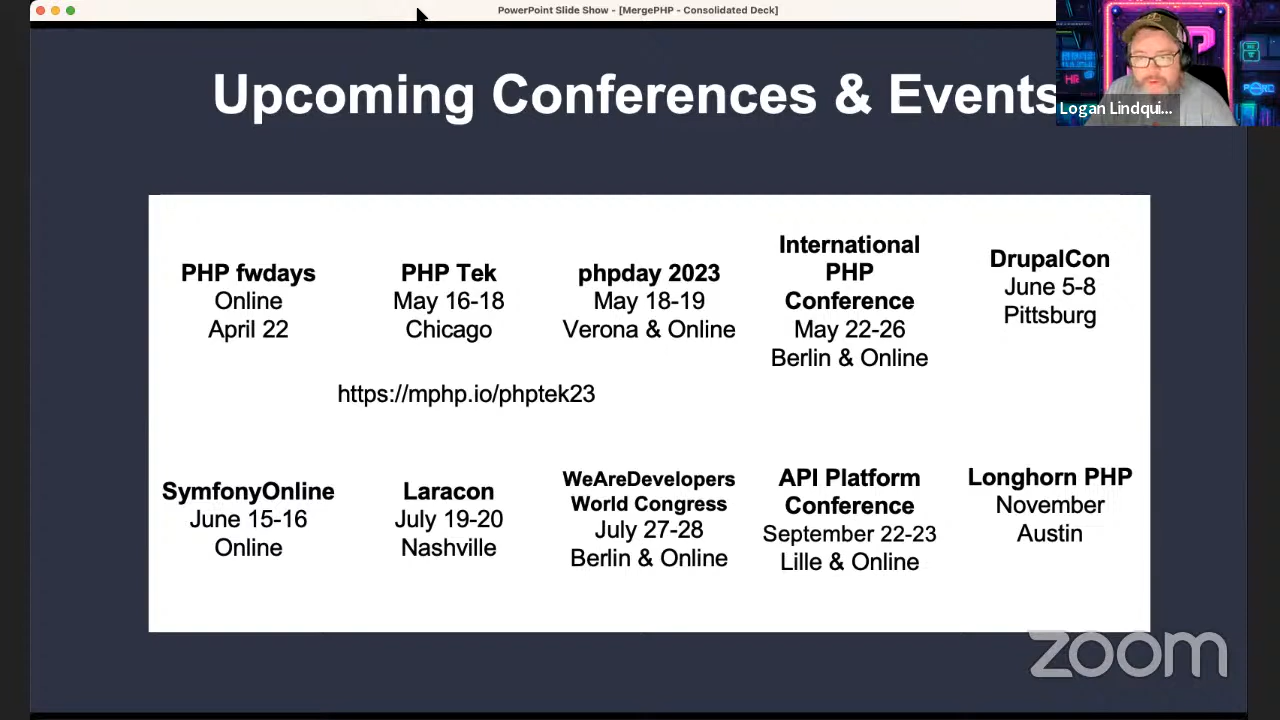 PowerPoint Slide Show - [MergePHP - Consolidated Deck]
Upcoming Conferences & Events
Logan Lindqui...
PHP fwdays
Online
April 22
PHP Tek
May 16-18
Chicago
https://mphp.io/phptek23
phpday 2023
May 18-19
Verona & Online
International
PHP
Conference
May 22-26
Berlin & Online
DrupalCon
June 5-8
Pittsburg
SymfonyOnline
June 15-16
Online
Laracon
July 19-20
Nashville
WeAreDevelopers
World Congress
July 27-28
Berlin & Online
API Platform
Conference
September 22-23
Lille & Online
Longhorn PHP
November
Austin
zoom